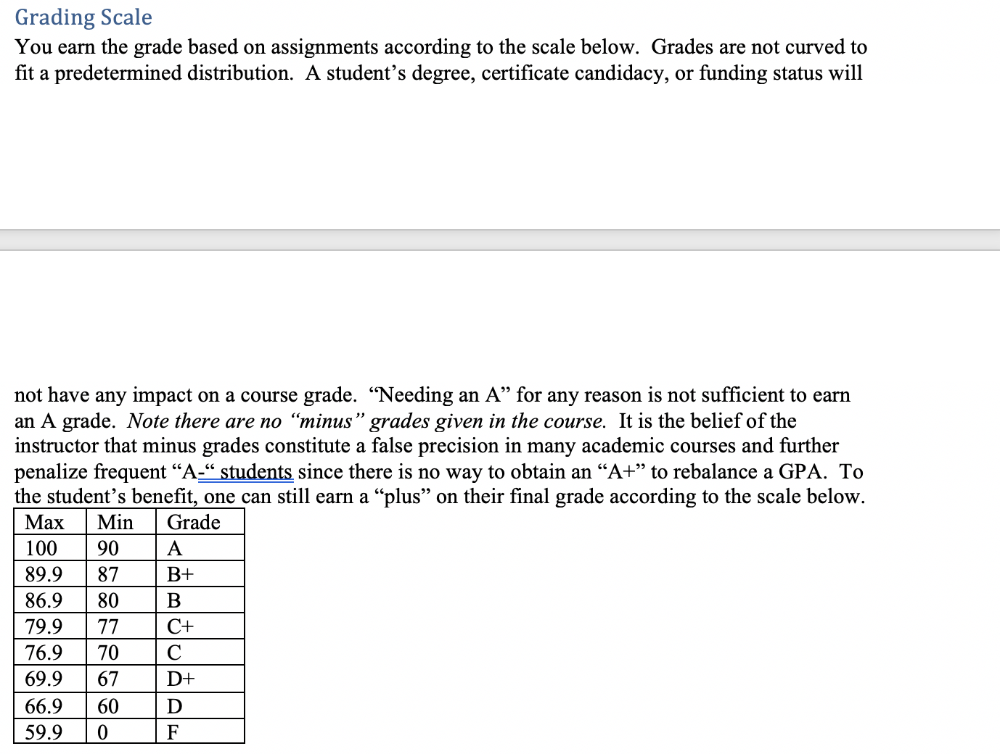 Grading Scale
You earn the grade based on assignments according to the scale below.  Grades are not curved to
fit a predetermined distribution.  A student’s degree, certificate candidacy, or funding status will
not have any impact on a course grade.  “Needing an A” for any reason is not sufficient to earn
an A grade.  Note there are no “minus” grades given in the course.  It is the belief of the
instructor that minus grades constitute a false precision in many academic courses and further
penalize frequent “A-“ students since there is no way to obtain an “A+” to rebalance a GPA.  To
the student’s benefit, one can still earn a “plus” on their final grade according to the scale below.
Max Min Grade
100 90 A
89.9 87 B+
86.9 80 B
79.9 77 C+
76.9 70 C
69.9 67 D+
66.9 60 D
59.9 0 F